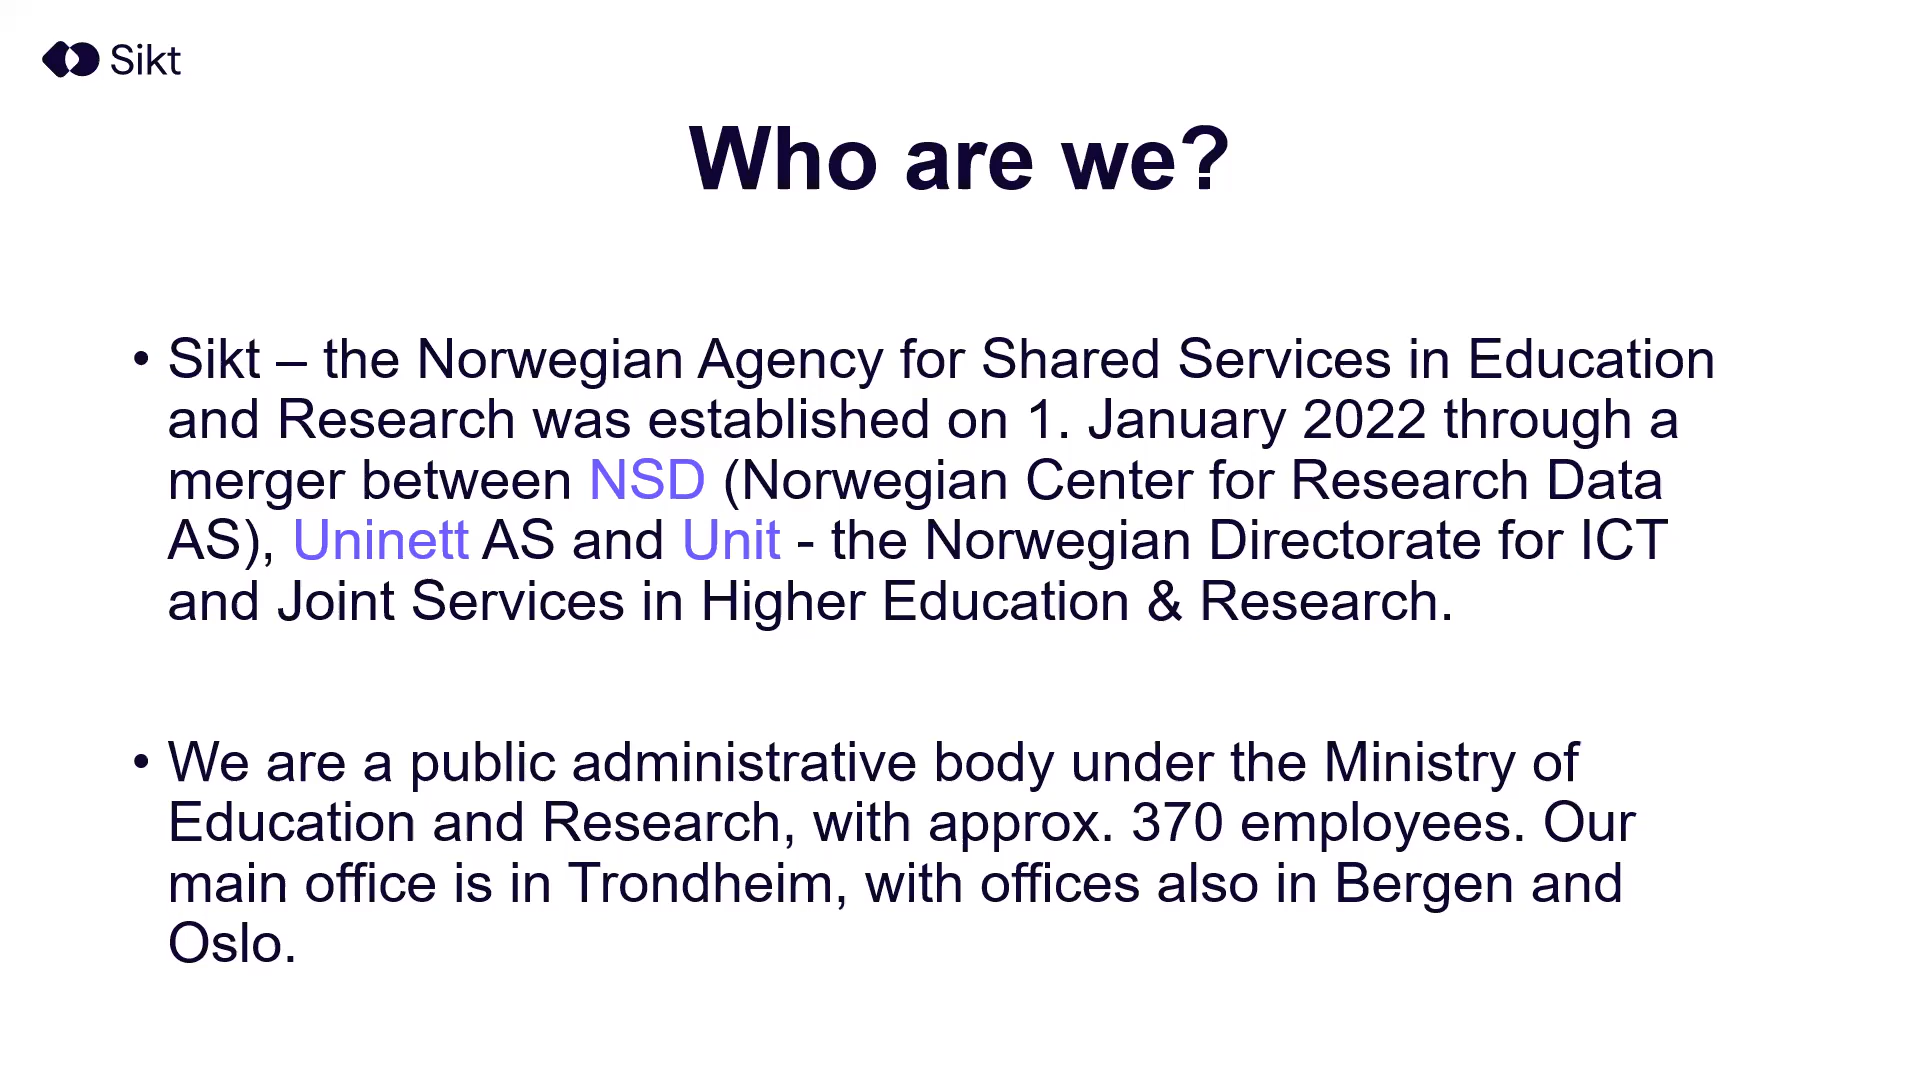 Sikt
Who are we?
• Sikt – the Norwegian Agency for Shared Services in Education
and Research was established on 1. January 2022 through a
merger between NSD (Norwegian Center for Research Data
AS), Uninett AS and Unit - the Norwegian Directorate for ICT
and Joint Services in Higher Education & Research.
• We are a public administrative body under the Ministry of
Education and Research, with approx. 370 employees. Our
main office is in Trondheim, with offices also in Bergen and
Oslo.